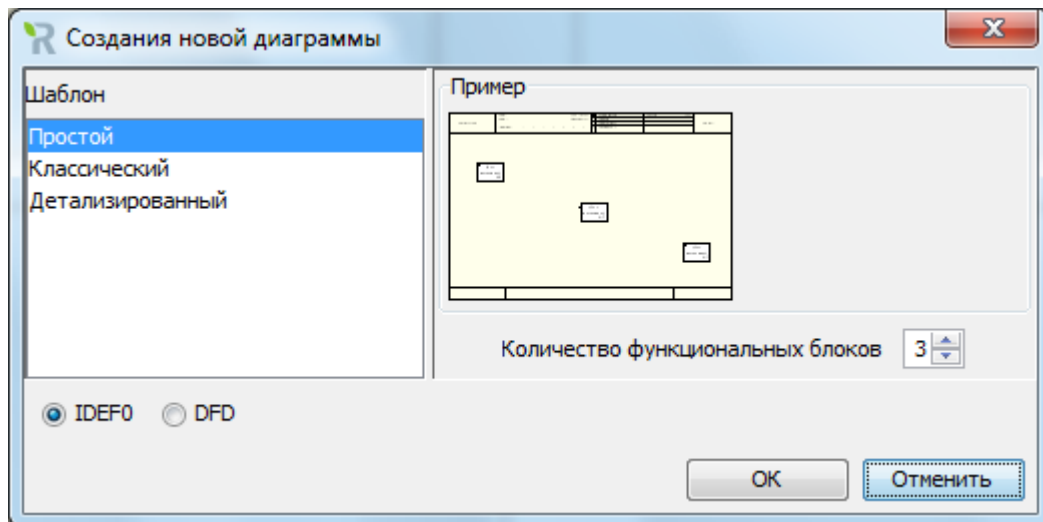 Создания новой диаграммы
Шаблон
Простой
Классический
Детализированный
Пример
Количество функциональных блоков 3
IDEF0 DFD
OK Отменить